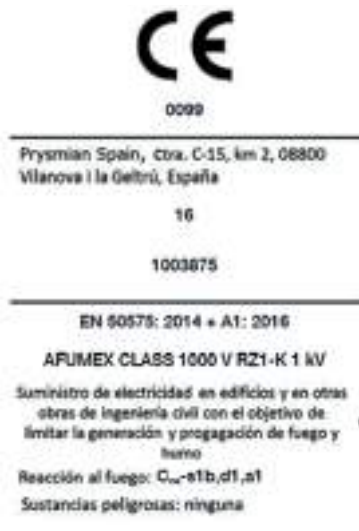 CE
0099
Prysmian Spain, Ctra. C-15, km 2, 08800
Vilanova i la Geltrú, España
16
1003875
EN 50575: 2014 + A1: 2016
AFUMEX CLASS 1000 V RZ1-K 1 kV
Suministro de electricidad en edificios y en otras
obras de ingeniería civil con el objetivo de
limitar la generación y progagación de fuego y
humo
Reacción al fuego: Cca-s1b,d1,a1
Sustancias peligrosas: ninguna